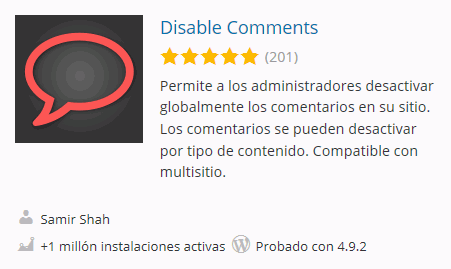 Disable Comments
(201)
Permite a los administradores desactivar
globalmente los comentarios en su sitio.
Los comentarios se pueden desactivar
por tipo de contenido. Compatible con
multisitio.
Samir Shah
+1 millón instalaciones activas
Probado con 4.9.2